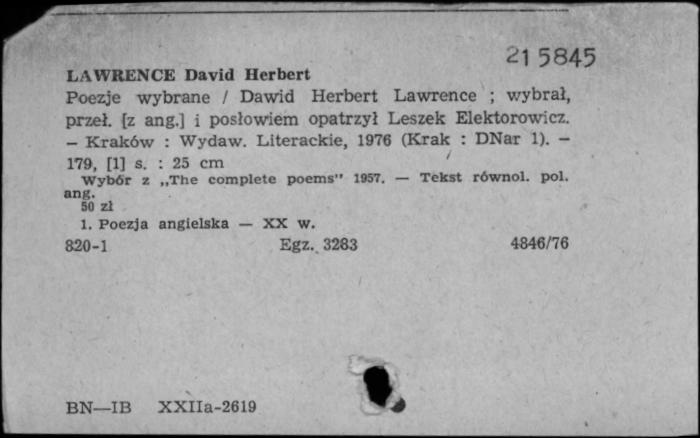 21 5845
LAWRENCE David Herbert
Poezje wybrane / Dawid Herbert Lawrence ; wybrał,
przeł. [z ang.] i posłowiem opatrzył Leszek Elektorowicz.
– Kraków : Wydaw. Literackie, 1976 (Krak : DNar 1). –
179, [1] s. : 25 cm
Wybór z „The complete poems" 1957. — Tekst równol. pol.
ang.
50 zł
1. Poezja angielska — XX w.
820-1 Egz. 3283 4846/76
BN—IB XXIIa-2619